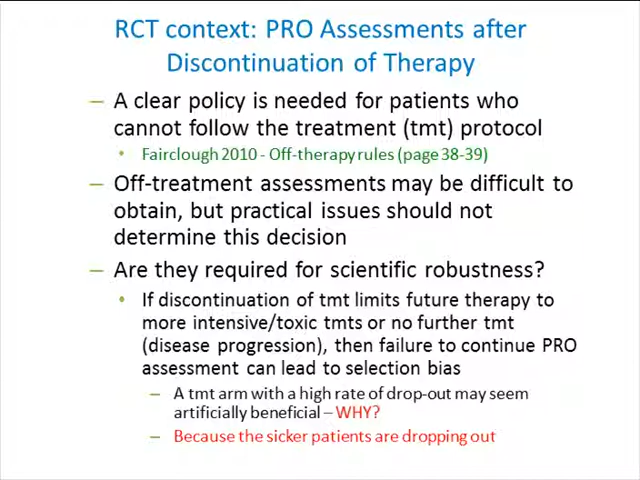 RCT context: PRO Assessments after
Discontinuation of Therapy
– A clear policy is needed for patients who
cannot follow the treatment (tmt) protocol
• Fairclough 2010 - Off-therapy rules (page 38-39)
– Off-treatment assessments may be difficult to
obtain, but practical issues should not
determine this decision
– Are they required for scientific robustness?
• If discontinuation of tmt limits future therapy to
more intensive/toxic tmts or no further tmt
(disease progression), then failure to continue PRO
assessment can lead to selection bias
– A tmt arm with a high rate of drop-out may seem
artificially beneficial – WHY?
– Because the sicker patients are dropping out